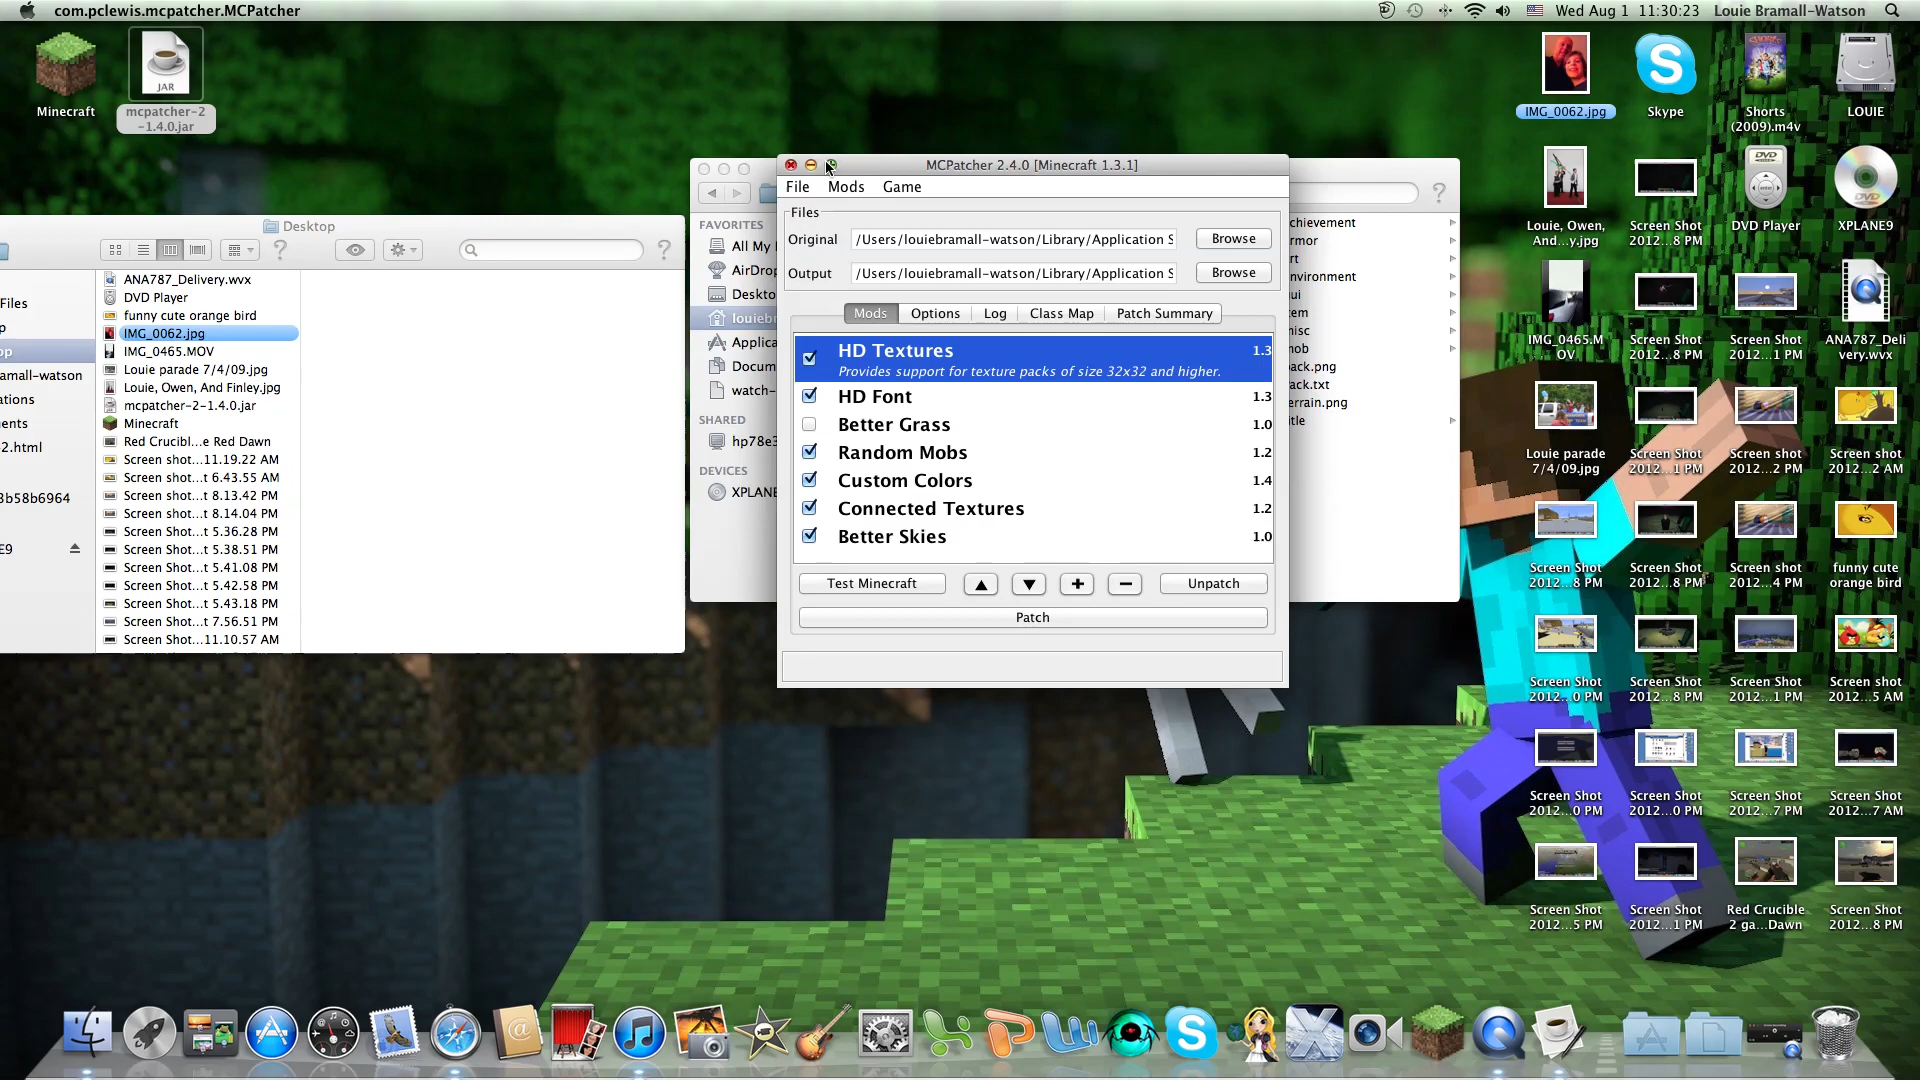 com.pclewis.mcpatcher.MCPatcher
Wed Aug 1 11:30:23 Louie Bramall-Watson
Minecraft
JAR
mcpatcher-2
-1.4.0.jar
Desktop
Files
p
op
amall-watson
ations
ents
2.html
3b58b6964
E9
ANA787_Delivery.wvx
DVD Player
funny cute orange bird
IMG_0062.jpg
IMG_0465.MOV
Louie parade 7/4/09.jpg
Louie, Owen, And Finley.jpg
mcpatcher-2-1.4.0.jar
Minecraft
Red Crucibl...e Red Dawn
Screen shot...11.19.22 AM
Screen shot...t 6.43.55 AM
Screen Shot...t 8.13.42 PM
Screen Shot...t 8.14.04 PM
Screen Shot...t 5.36.28 PM
Screen Shot...t 5.38.51 PM
Screen Shot...t 5.41.08 PM
Screen Shot...t 5.42.58 PM
Screen Shot...t 5.43.18 PM
Screen Shot...t 7.56.51 PM
Screen Shot...11.10.57 AM
FAVORITES
All My
AirDrop
Deskto
louiebr
Applica
Docum
watch-
SHARED
hp78e3
DEVICES
XPLANE
MCPatcher 2.4.0 [Minecraft 1.3.1]
File Mods Game
Files
Original /Users/louiebramall-watson/Library/Application S Browse
Output /Users/louiebramall-watson/Library/Application S Browse
Mods Options Log Class Map Patch Summary
HD Textures 1.3
Provides support for texture packs of size 32x32 and higher.
HD Font 1.3
Better Grass 1.0
Random Mobs 1.2
Custom Colors 1.4
Connected Textures 1.2
Better Skies 1.0
Test Minecraft
Unpatch
Patch
chievement
rmor
rt
nvironment
ui
tem
isc
ob
ack.png
ack.txt
errain.png
itle
IMG_0062.jpg
Skype
Shorts
(2009).m4v
LOUIE
Louie, Owen,
And...y.jpg
Screen Shot
2012...8 PM
DVD Player
XPLANE9
IMG_0465.M
OV
Screen Shot
2012...8 PM
Screen Shot
2012...1 PM
ANA787_Deli
very.wvx
Louie parade
7/4/09.jpg
Screen Shot
2012...1 PM
Screen shot
2012...2 PM
Screen shot
2012...2 AM
Screen Shot
2012...8 PM
Screen Shot
2012...8 PM
Screen shot
2012...4 PM
funny cute
orange bird
Screen Shot
2012...0 PM
Screen Shot
2012...8 PM
Screen Shot
2012...1 PM
Screen shot
2012...5 AM
Screen Shot
2012...0 PM
Screen Shot
2012...0 PM
Screen Shot
2012...7 PM
Screen Shot
2012...7 AM
Screen Shot
2012...5 PM
Screen Shot
2012...1 PM
Red Crucible
2 ga...Dawn
Screen Shot
2012...8 PM